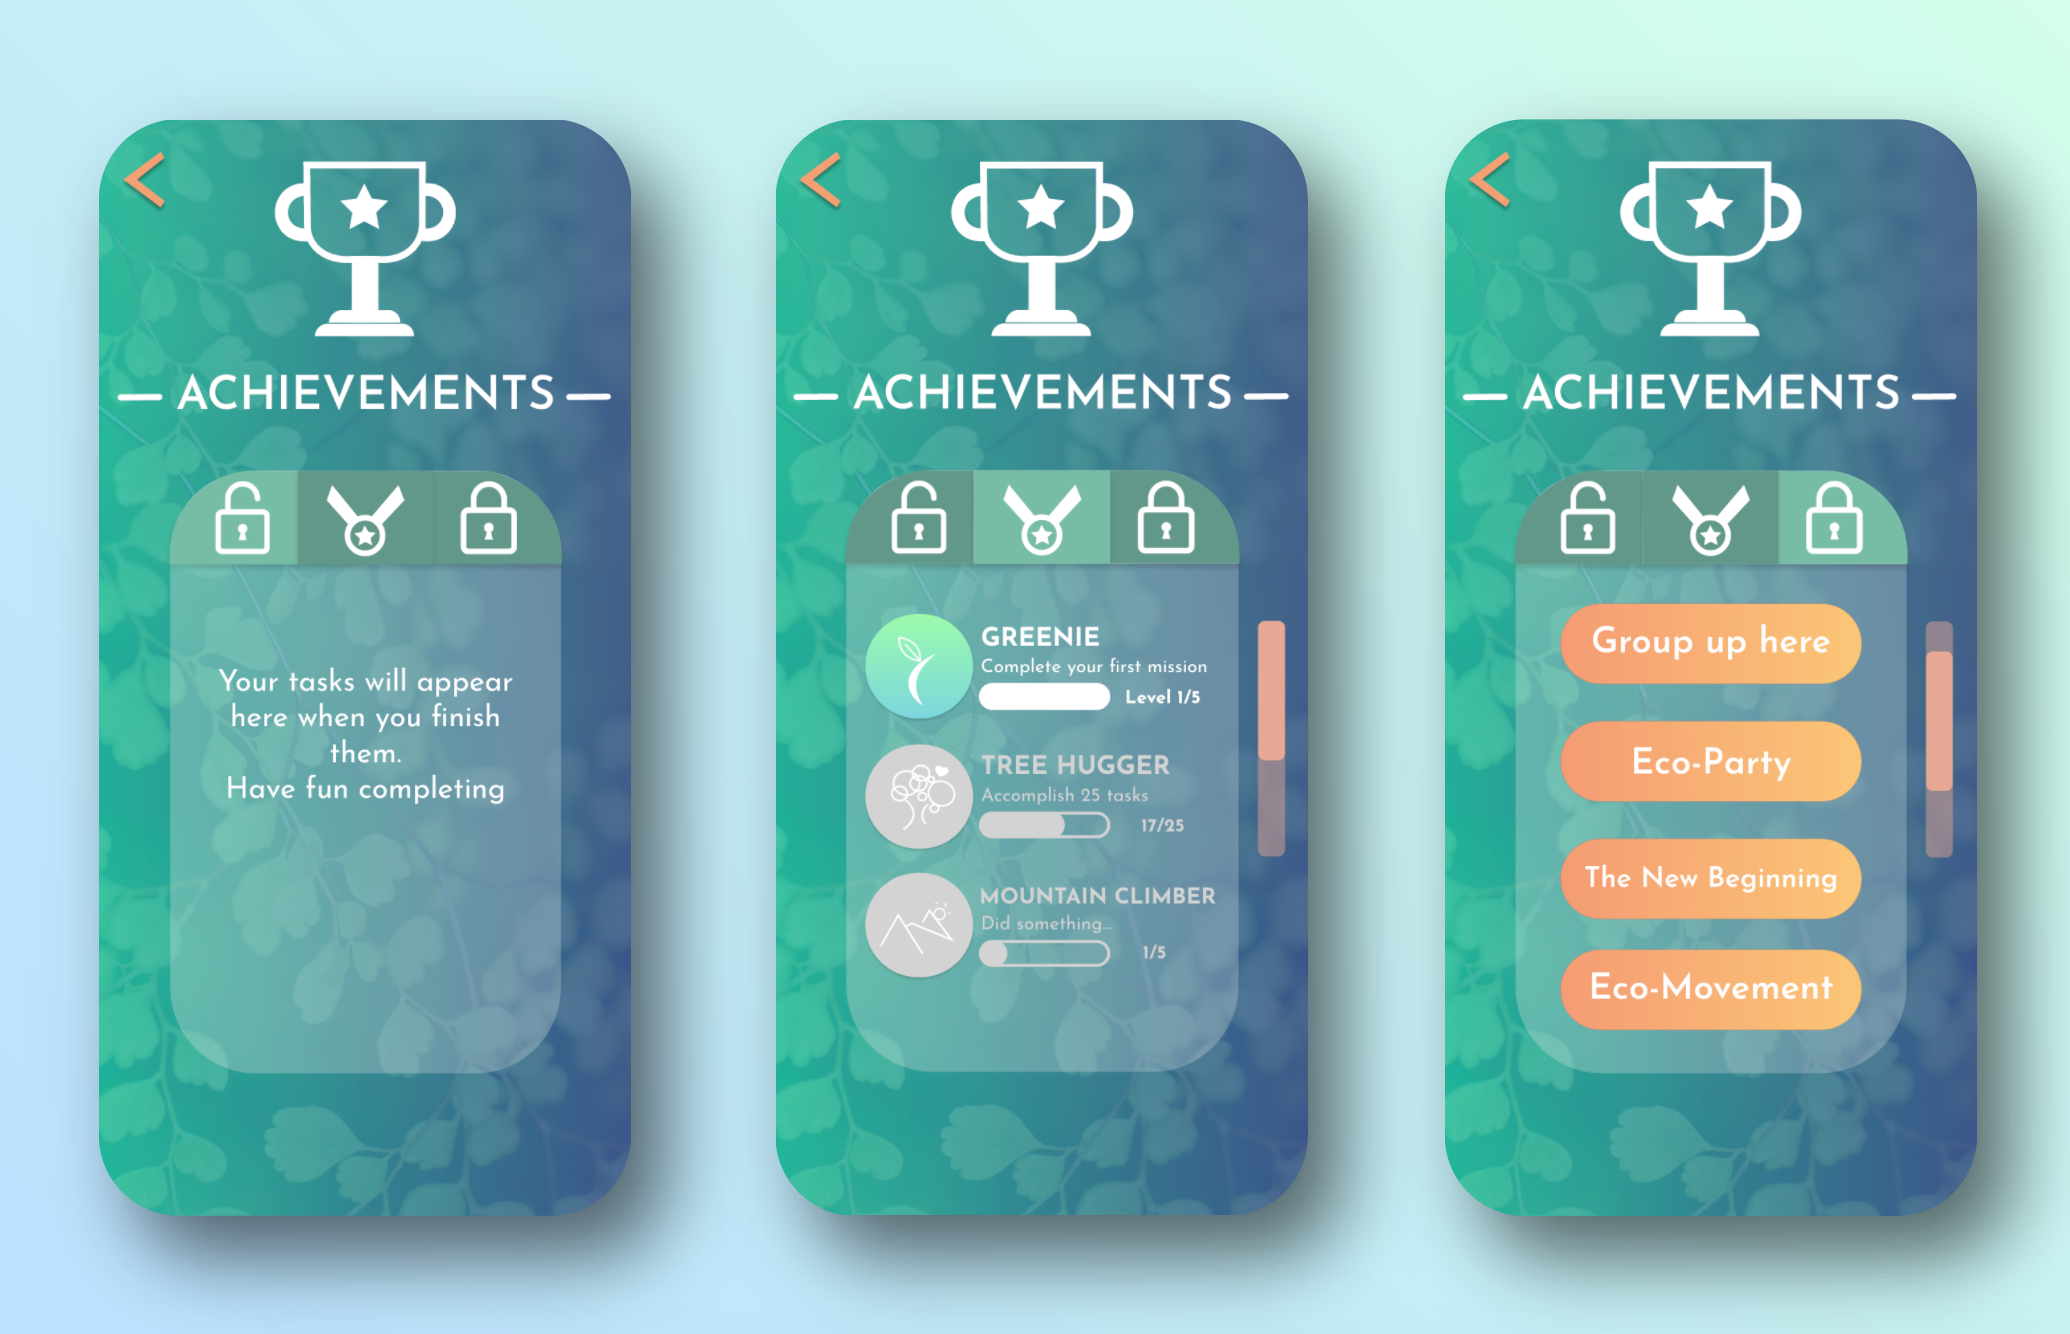 ACHIEVEMENTS
Your tasks will appear
here when you finish
them.
Have fun completing
ACHIEVEMENTS
GREENIE
Complete your first mission
Level 1/5
TREE HUGGER
Accomplish 25 tasks
17/25
MOUNTAIN CLIMBER
Did something...
1/5
ACHIEVEMENTS
Group up here
Eco-Party
The New Beginning
Eco-Movement